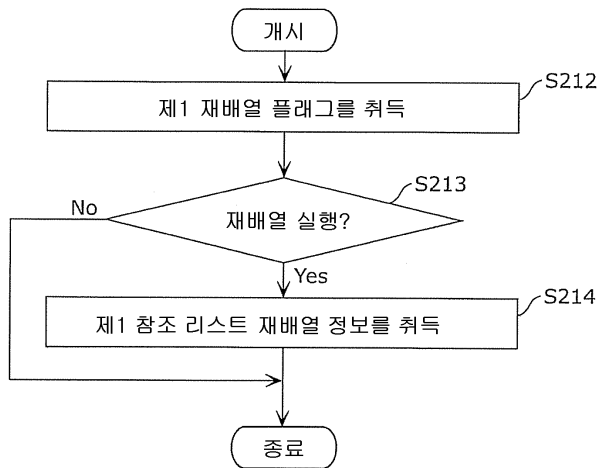 개시
S212
제1 재배열 플래그를 취득
S213
No
재배열 실행?
Yes
S214
제1 참조 리스트 재배열 정보를 취득
종료